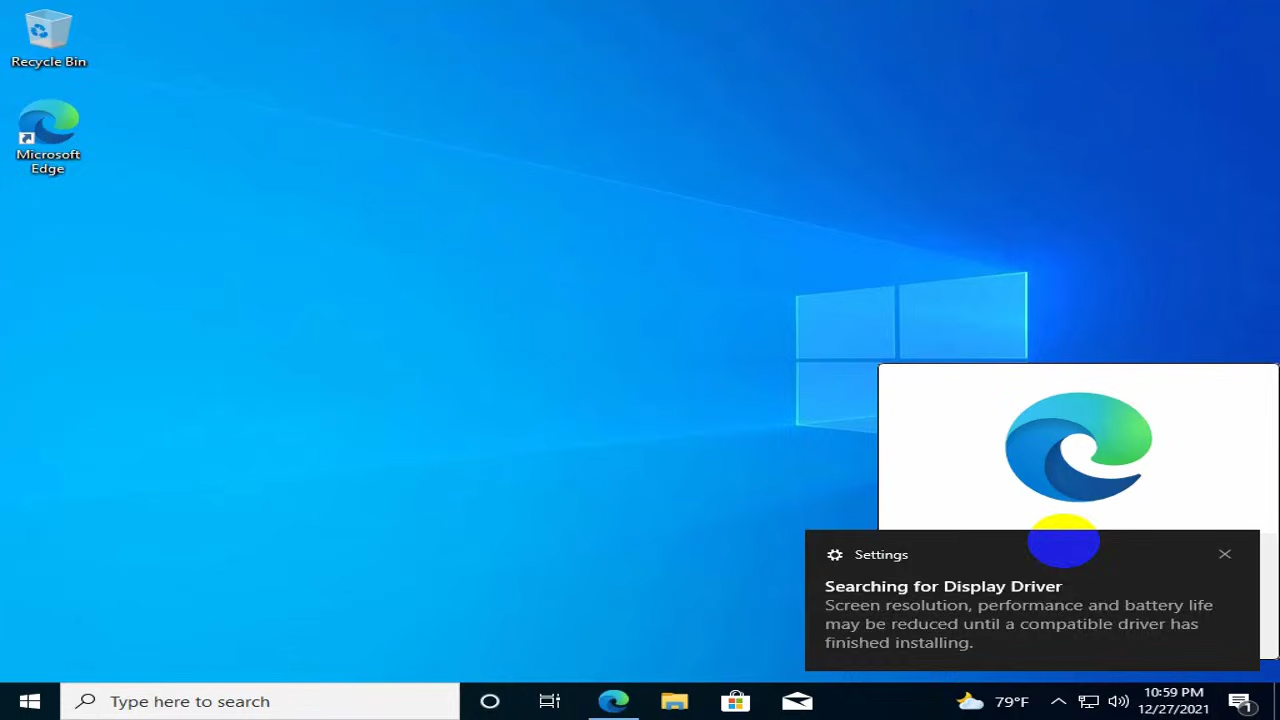 Recycle Bin
Microsoft
Edge
Settings
Searching for Display Driver
Screen resolution, performance and battery life
may be reduced until a compatible driver has
finished installing.
Type here to search
79°F
10:59 PM
12/27/2021
1